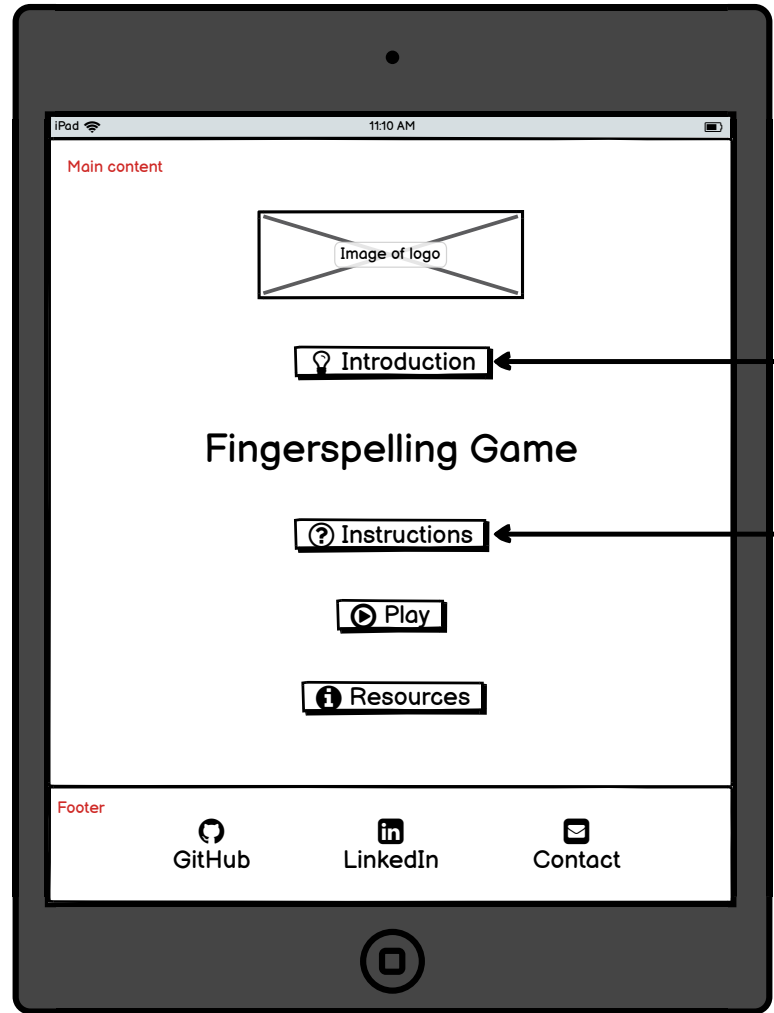 iPad
11:10 AM
Main content
Image of logo
Introduction
Fingerspelling Game
Instructions
Play
Resources
Footer
GitHub
LinkedIn
Contact